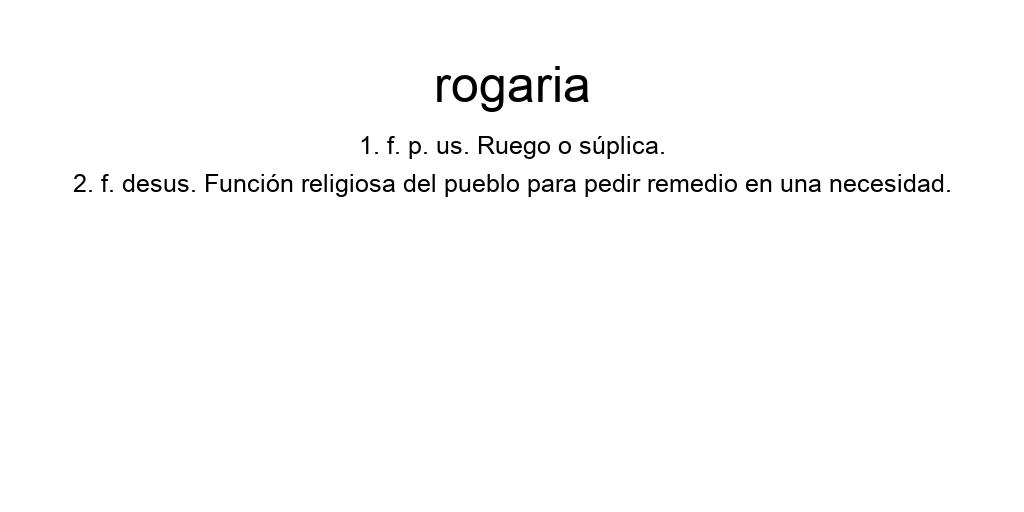 rogaria
1. f. p. us. Ruego o súplica.
2. f. desus. Función religiosa del pueblo para pedir remedio en una necesidad.